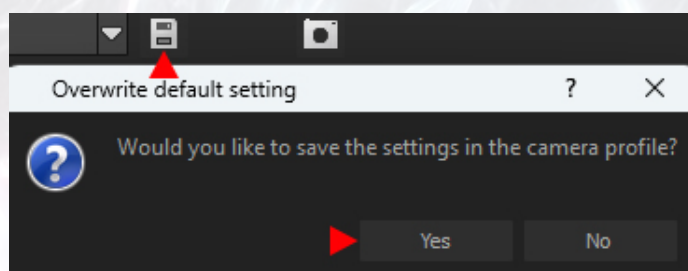 Overwrite default setting ?
Would you like to save the settings in the camera profile?
Yes No